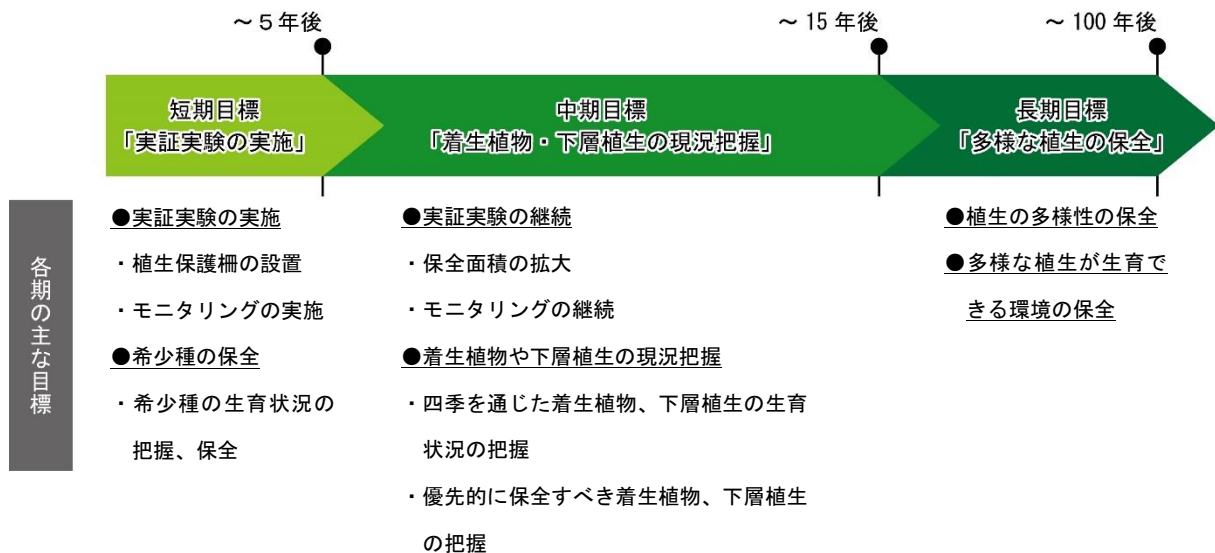 ～５年後
～15年後
～100年後
短期目標
「実証実験の実施」
中期目標
「着生植物・下層植生の現況把握」
長期目標
「多様な植生の保全」
各期の主な目標
●実証実験の実施
・植生保護柵の設置
・モニタリングの実施
●希少種の保全
・希少種の生育状況の
把握、保全
●実証実験の継続
・保全面積の拡大
・モニタリングの継続
●着生植物や下層植生の現況把握
・四季を通じた着生植物、下層植生の生育
状況の把握
・優先的に保全すべき着生植物、下層植生
の把握
●植生の多様性の保全
●多様な植生が生育で
きる環境の保全